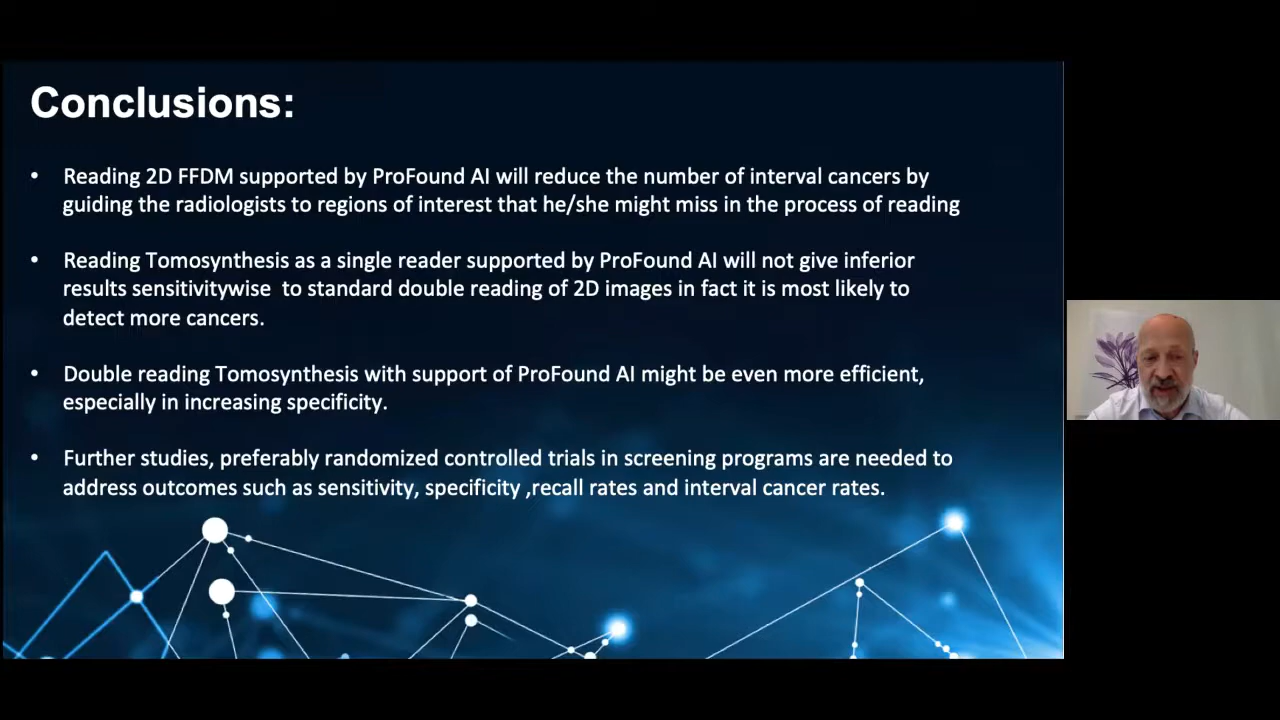 Conclusions:
• Reading 2D FFDM supported by ProFound AI will reduce the number of interval cancers by
guiding the radiologists to regions of interest that he/she might miss in the process of reading
• Reading Tomosynthesis as a single reader supported by ProFound AI will not give inferior
results sensitivitywise  to standard double reading of 2D images in fact it is most likely to
detect more cancers.
• Double reading Tomosynthesis with support of ProFound AI might be even more efficient,
especially in increasing specificity.
• Further studies, preferably randomized controlled trials in screening programs are needed to
address outcomes such as sensitivity, specificity ,recall rates and interval cancer rates.